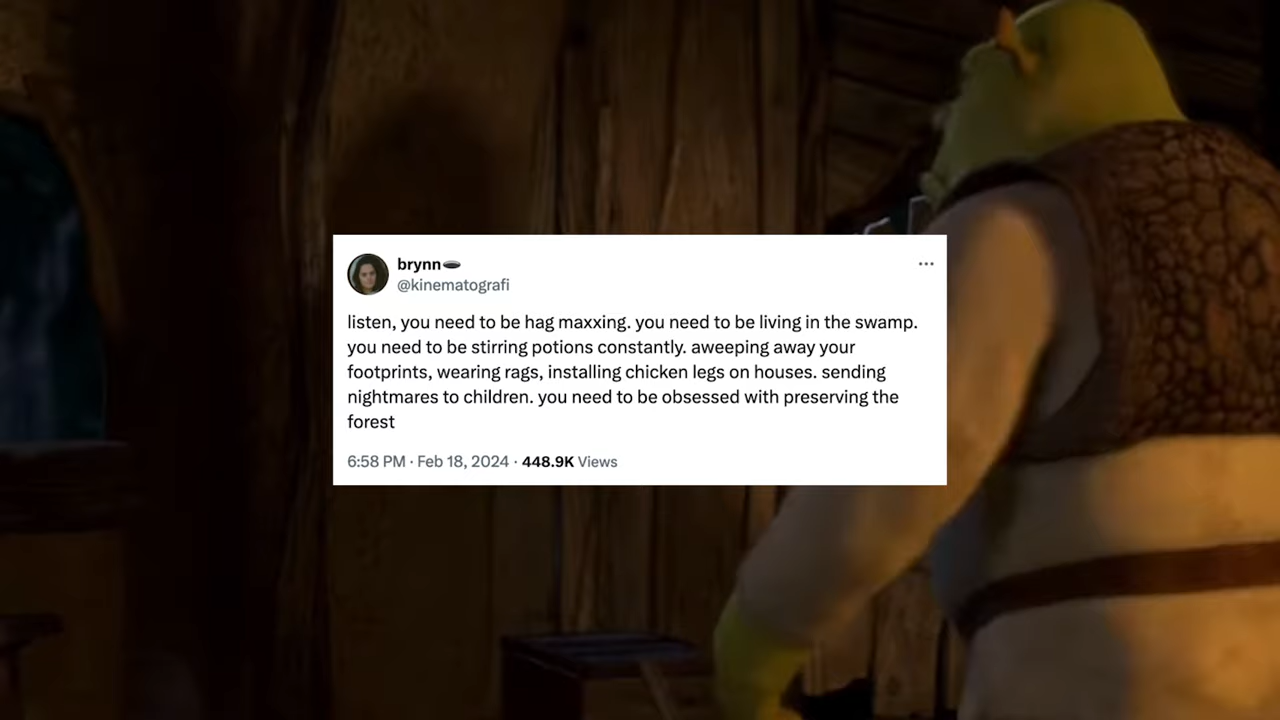 brynn
@kinematografi
listen, you need to be hag maxxing. you need to be living in the swamp.
you need to be stirring potions constantly. aweeping away your
footprints, wearing rags, installing chicken legs on houses. sending
nightmares to children. you need to be obsessed with preserving the
forest
6:58 PM · Feb 18, 2024 · 448.9K Views